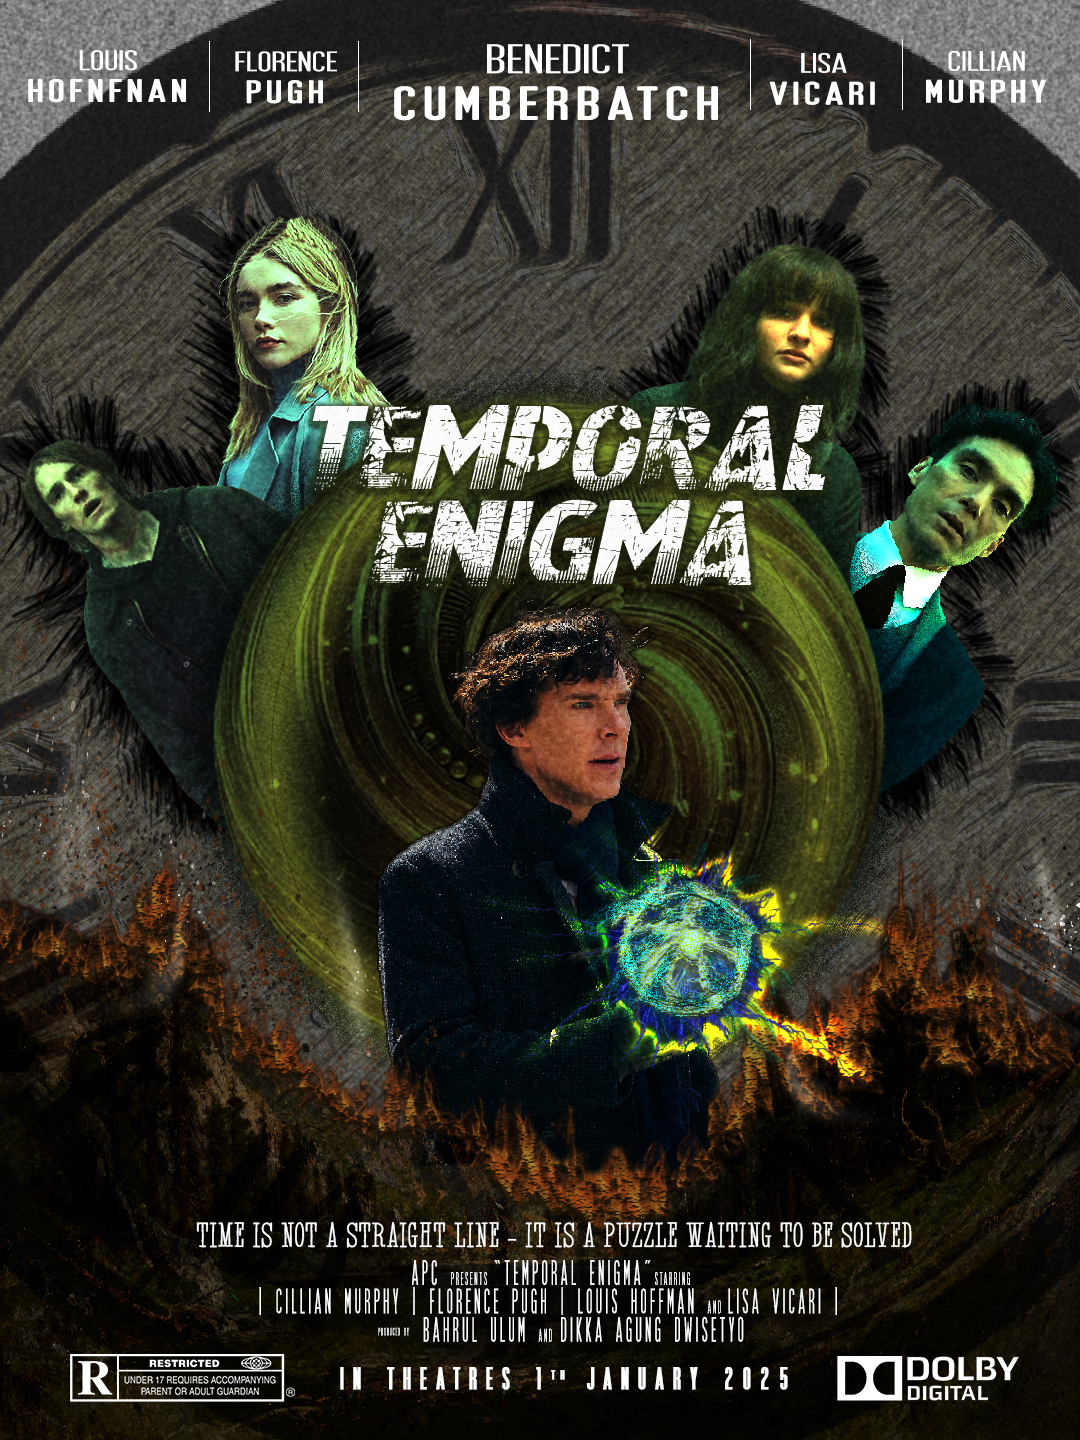 LOUIS
HOFNFNAN
FLORENCE
PUGH
BENEDICT
CUMBERBATCH
LISA
VICARI
CILLIAN
MURPHY
XII
TEMPORAL
ENIGMA
TIME IS NOT A STRAIGHT LINE - IT IS A PUZZLE WAITING TO BE SOLVED
APC PRESENTS "TEMPORAL ENIGMA" STARRING
| CILLIAN MURPHY | FLORENCE PUGH | LOUIS HOFFMAN AND LISA VICARI |
PRODUCED BY BAHRUL ULUM AND DIKKA AGUNG DWISETYO
R
RESTRICTED
UNDER 17 REQUIRES ACCOMPANYING
PARENT OR ADULT GUARDIAN ®
IN THEATRES 1TH JANUARY 2025
DOLBY
DIGITAL